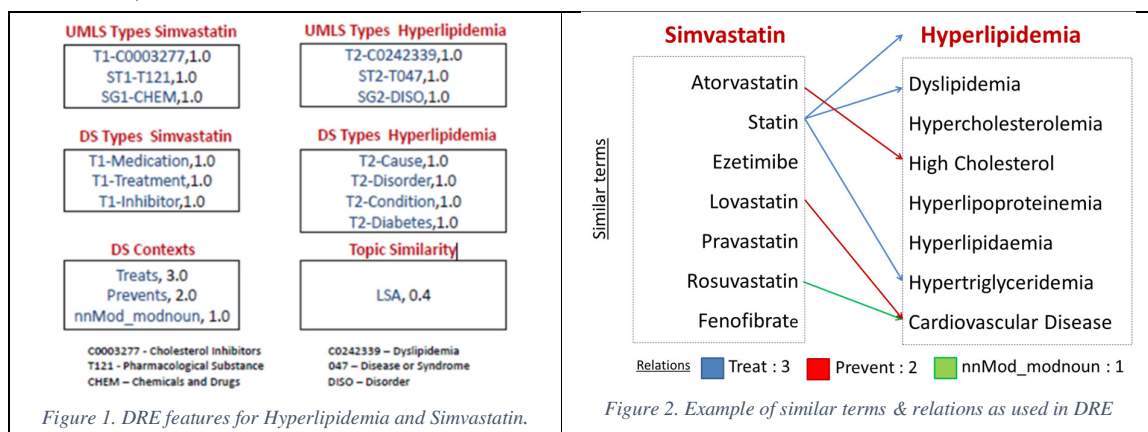 UMLS Types Simvastatin
T1-C0003277,1.0
ST1-T121,1.0
SG1-CHEM,1.0
UMLS Types Hyperlipidemia
T2-C0242339,1.0
ST2-T047,1.0
SG2-DISO,1.0
DS Types Simvastatin
T1-Medication,1.0
T1-Treatment,1.0
T1-Inhibitor,1.0
DS Types Hyperlipidemia
T2-Cause,1.0
T2-Disorder,1.0
T2-Condition,1.0
T2-Diabetes,1.0
DS Contexts
Treats, 3.0
Prevents, 2.0
nnMod_modnoun, 1.0
Topic Similarity
LSA, 0.4
C0003277 - Cholesterol Inhibitors
T121 - Pharmacological Substance
CHEM – Chemicals and Drugs
C0242339 – Dyslipidemia
047 – Disease or Syndrome
DISO – Disorder
Figure 1. DRE features for Hyperlipidemia and Simvastatin.
Simvastatin
Hyperlipidemia
Similar terms
Atorvastatin
Statin
Ezetimibe
Lovastatin
Pravastatin
Rosuvastatin
Fenofibrate
Dyslipidemia
Hypercholesterolemia
High Cholesterol
Hyperlipoproteinemia
Hyperlipidaemia
Hypertriglyceridemia
Cardiovascular Disease
Relations Treat : 3 Prevent : 2 nnMod_modnoun : 1
Figure 2. Example of similar terms & relations as used in DRE